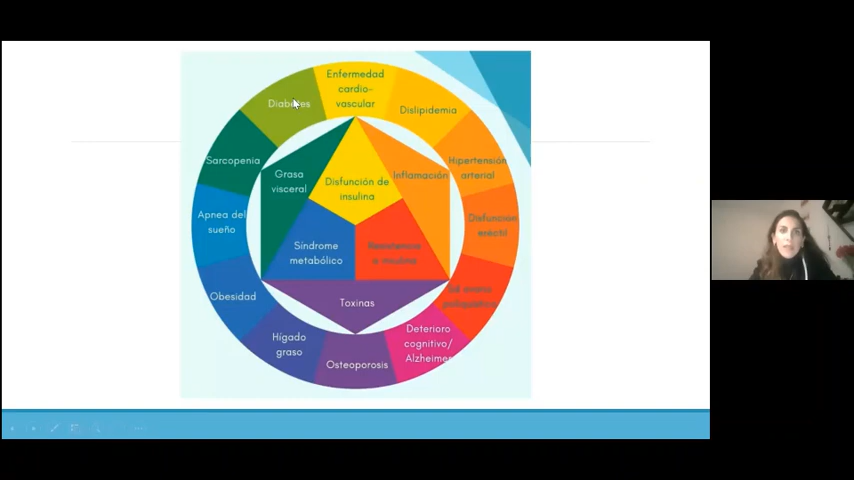 Enfermedad
cardio-
vascular
Diabetes
Dislipidemia
Sarcopenia
Hipertensión
arterial
Grasa
visceral
Inflamación
Disfunción de
insulina
Apnea del
sueño
Disfunción
eréctil
Síndrome
metabólico
Resistencia
a insulina
Obesidad
Toxinas
Hígado
graso
Deterioro
cognitivo/
Alzheimer
Osteoporosis